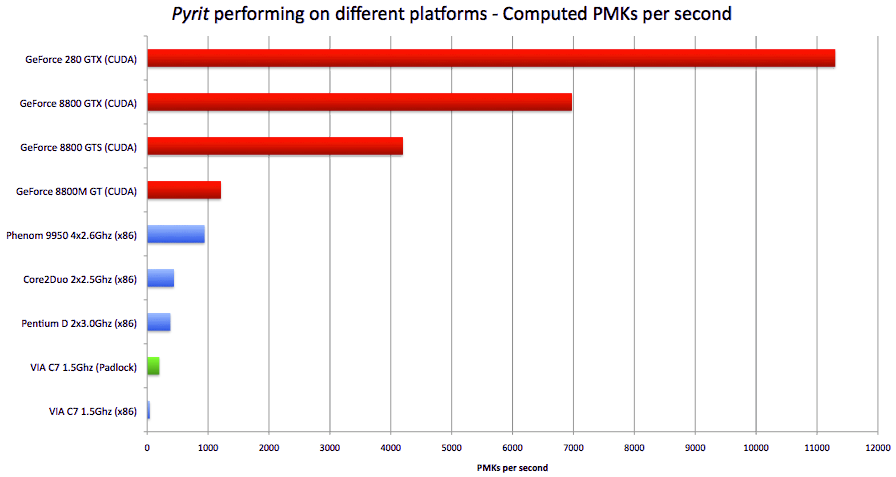 Pyrit performing on different platforms - Computed PMKs per second
GeForce 280 GTX (CUDA)
GeForce 8800 GTX (CUDA)
GeForce 8800 GTS (CUDA)
GeForce 8800M GT (CUDA)
Phenom 9950 4x2.6Ghz (x86)
Core2Duo 2x2.5Ghz (x86)
Pentium D 2x3.0Ghz (x86)
VIA C7 1.5Ghz (Padlock)
VIA C7 1.5Ghz (x86)
0 1000 2000 3000 4000 5000 6000 7000 8000 9000 10000 11000 12000
PMKs per second